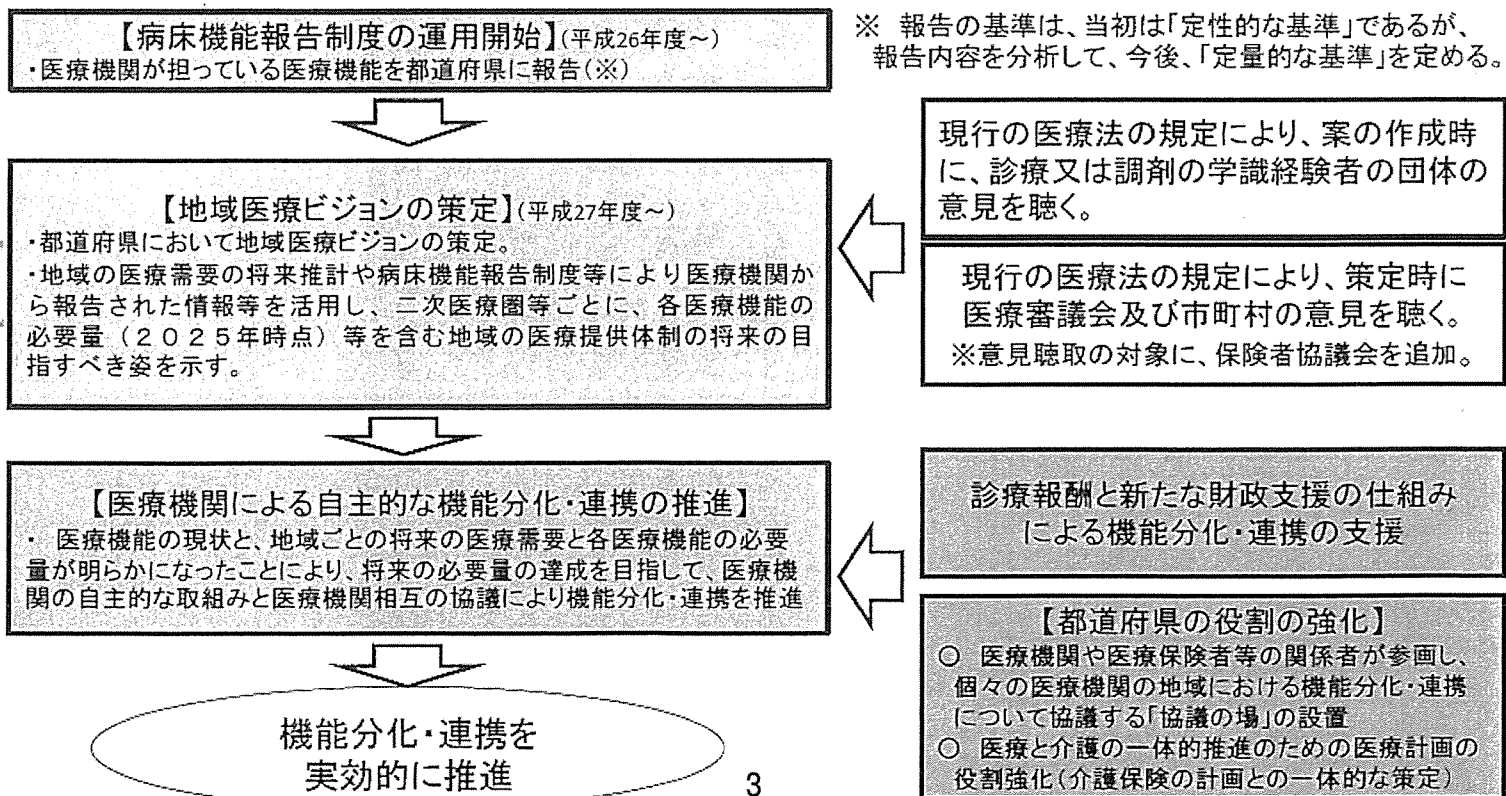 【病床機能報告制度の運用開始】(平成26年度～)
・医療機関が担っている医療機能を都道府県に報告(※)
※ 報告の基準は、当初は「定性的な基準」であるが、
報告内容を分析して、今後、「定量的な基準」を定める。
【地域医療ビジョンの策定】(平成27年度～)
・都道府県において地域医療ビジョンの策定。
・地域の医療需要の将来推計や病床機能報告制度等により医療機関か
ら報告された情報等を活用し、二次医療圏等ごとに、各医療機能の
必要量(2025年時点)等を含む地域の医療提供体制の将来の目
指すべき姿を示す。
現行の医療法の規定により、案の作成時
に、診療又は調剤の学識経験者の団体の
意見を聴く。
現行の医療法の規定により、策定時に
医療審議会及び市町村の意見を聴く。
※意見聴取の対象に、保険者協議会を追加。
【医療機関による自主的な機能分化・連携の推進】
・ 医療機能の現状と、地域ごとの将来の医療需要と各医療機能の必要
量が明らかになったことにより、将来の必要量の達成を目指して、医療機
関の自主的な取組みと医療機関相互の協議により機能分化・連携を推進
診療報酬と新たな財政支援の仕組み
による機能分化・連携の支援
【都道府県の役割の強化】
○ 医療機関や医療保険者等の関係者が参画し、
個々の医療機関の地域における機能分化・連携
について協議する「協議の場」の設置
○ 医療と介護の一体的推進のための医療計画の
役割強化(介護保険の計画との一体的な策定)
機能分化・連携を
実効的に推進
3